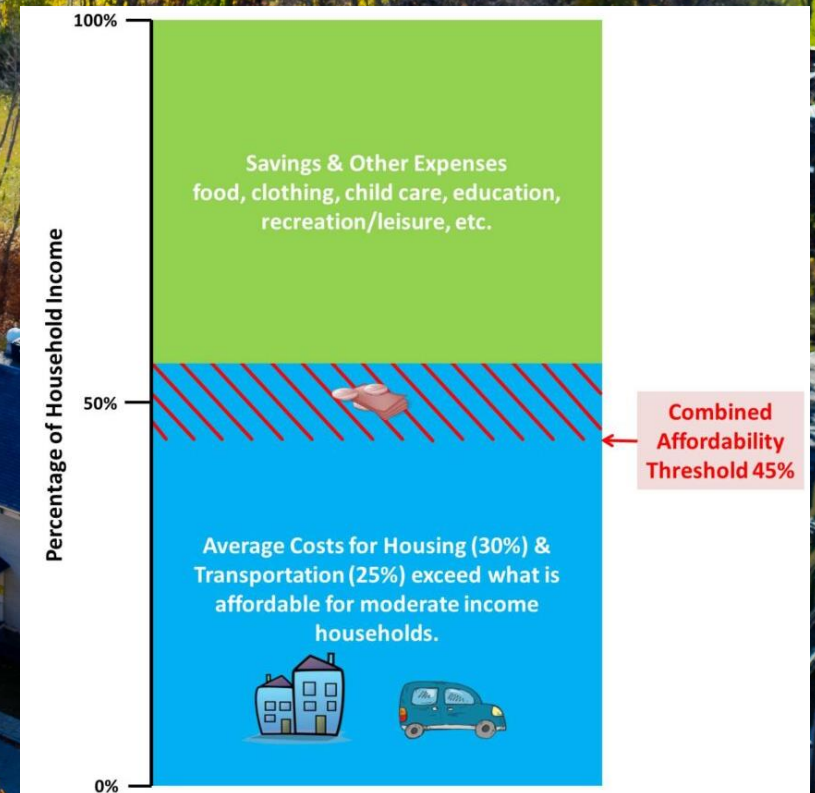 100%
Savings & Other Expenses
food, clothing, child care, education,
recreation/leisure, etc.
Percentage of Household Income
50%
Combined
Affordability
Threshold 45%
Average Costs for Housing (30%) &
Transportation (25%) exceed what is
affordable for moderate income
households.
0%